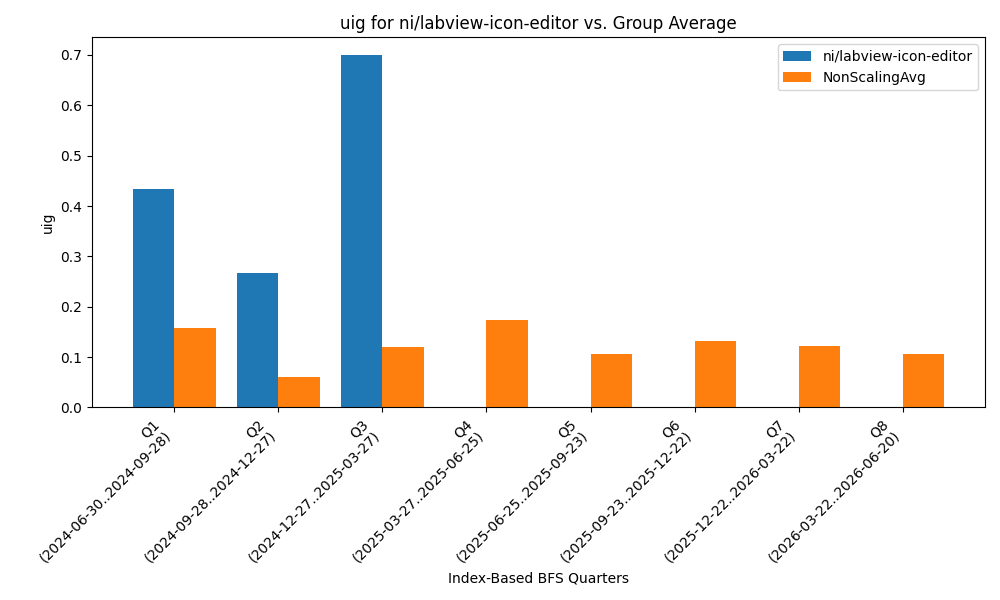 uig for ni/labview-icon-editor vs. Group Average
ni/labview-icon-editor
NonScalingAvg
uig
0.7
0.6
0.5
0.4
0.3
0.2
0.1
0.0
Q1
(2024-06-30..2024-09-28)
Q2
(2024-09-28..2024-12-27)
Q3
(2024-12-27..2025-03-27)
Q4
(2025-03-27..2025-06-25)
Q5
(2025-06-25..2025-09-23)
Q6
(2025-09-23..2025-12-22)
Q7
(2025-12-22..2026-03-22)
Q8
(2026-03-22..2026-06-20)
Index-Based BFS Quarters